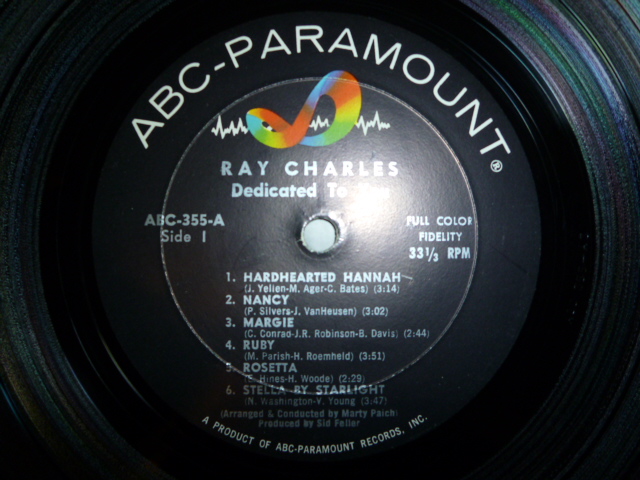 ABC-PARAMOUNT®
RAY CHARLES
Dedicated To You
ABC-355-A
Side 1
FULL COLOR
FIDELITY
33 1/3 RPM
1. HARDHEARTED HANNAH
(J. Yellen-M. Ager-C. Bates) (3:14)
2. NANCY
(P. Silvers-J. VanHeusen) (3:02)
3. MARGIE
(C. Conrad-J.R. Robinson-B. Davis) (2:44)
4. RUBY
(M. Parish-H. Roemheld) (3:51)
5. ROSETTA
(E. Hines-H. Woode) (2:29)
6. STELLA BY STARLIGHT
(N. Washington-V. Young) (3:47)
(Arranged & Conducted by Marty Paich)
Produced by Sid Feller
A PRODUCT OF ABC-PARAMOUNT RECORDS, INC.